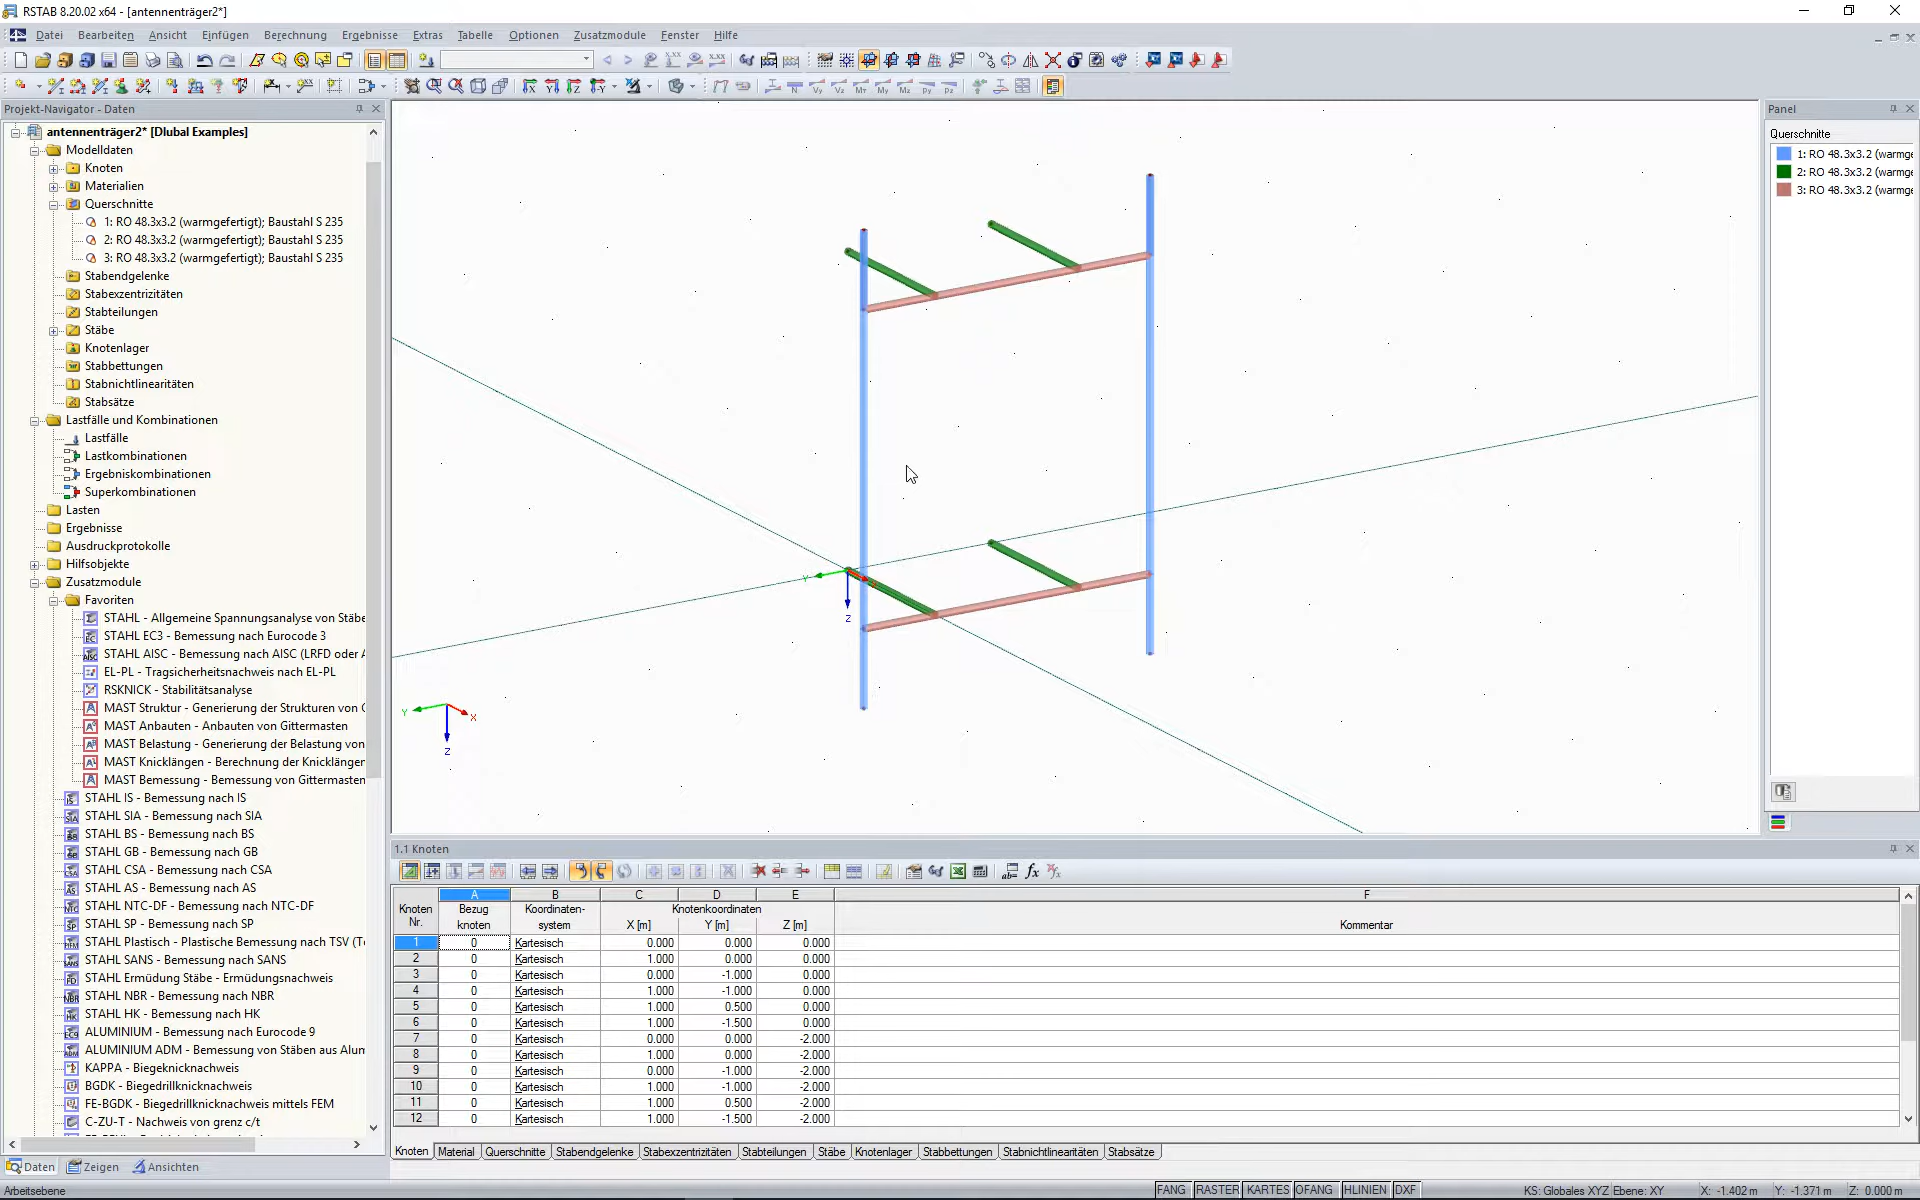 RSTAB 8.20.02 x64 - [antennenträger2*]
Datei Bearbeiten Ansicht Einfügen Berechnung Ergebnisse Extras Tabelle Optionen Zusatzmodule Fenster Hilfe
Projekt-Navigator - Daten
antennenträger2* [Dlubal Examples]
Modelldaten
Knoten
Materialien
Querschnitte
1: RO 48.3x3.2 (warmgefertigt); Baustahl S 235
2: RO 48.3x3.2 (warmgefertigt); Baustahl S 235
3: RO 48.3x3.2 (warmgefertigt); Baustahl S 235
Stabendgelenke
Stabexzentrizitäten
Stabteilungen
Stäbe
Knotenlager
Stabbettungen
Stabnichtlinearitäten
Stabsätze
Lastfälle und Kombinationen
Lastfälle
Lastkombinationen
Ergebniskombinationen
Superkombinationen
Lasten
Ergebnisse
Ausdruckprotokolle
Hilfsobjekte
Zusatzmodule
Favoriten
STAHL - Allgemeine Spannungsanalyse von Stäbe
STAHL EC3 - Bemessung nach Eurocode 3
STAHL AISC - Bemessung nach AISC (LRFD oder A
EL-PL - Tragsicherheitsnachweis nach EL-PL
RSKNICK - Stabilitätsanalyse
MAST Struktur - Generierung der Strukturen von G
MAST Anbauten - Anbauten von Gittermasten
MAST Belastung - Generierung der Belastung von
MAST Knicklängen - Berechnung der Knicklängen
MAST Bemessung - Bemessung von Gittermasten
STAHL IS - Bemessung nach IS
STAHL SIA - Bemessung nach SIA
STAHL BS - Bemessung nach BS
STAHL GB - Bemessung nach GB
STAHL CSA - Bemessung nach CSA
STAHL AS - Bemessung nach AS
STAHL NTC-DF - Bemessung nach NTC-DF
STAHL SP - Bemessung nach SP
STAHL Plastisch - Plastische Bemessung nach TSV (Te
STAHL SANS - Bemessung nach SANS
STAHL Ermüdung Stäbe - Ermüdungsnachweis
STAHL NBR - Bemessung nach NBR
STAHL HK - Bemessung nach HK
ALUMINIUM - Bemessung nach Eurocode 9
ALUMINIUM ADM - Bemessung von Stäben aus Alum
KAPPA - Biegeknicknachweis
BGDK - Biegedrillknicknachweis
FE-BGDK - Biegedrillknicknachweis mittels FEM
C-ZU-T - Nachweis von grenz c/t
Daten Zeigen Ansichten
Arbeitsebene
Y
Z
Y X
Z
Panel
Querschnitte
1: RO 48.3x3.2 (warmge
2: RO 48.3x3.2 (warmge
3: RO 48.3x3.2 (warmge
1.1 Knoten
A B C D E F
Knoten Bezug Koordinaten- Knotenkoordinaten
Nr. knoten system X [m] Y [m] Z [m] Kommentar
1 0 Kartesisch 0.000 0.000 0.000
2 0 Kartesisch 1.000 0.000 0.000
3 0 Kartesisch 0.000 -1.000 0.000
4 0 Kartesisch 1.000 -1.000 0.000
5 0 Kartesisch 1.000 0.500 0.000
6 0 Kartesisch 1.000 -1.500 0.000
7 0 Kartesisch 0.000 0.000 -2.000
8 0 Kartesisch 1.000 0.000 -2.000
9 0 Kartesisch 0.000 -1.000 -2.000
10 0 Kartesisch 1.000 -1.000 -2.000
11 0 Kartesisch 1.000 0.500 -2.000
12 0 Kartesisch 1.000 -1.500 -2.000
Knoten Material Querschnitte Stabendgelenke Stabexzentrizitäten Stabteilungen Stäbe Knotenlager Stabbettungen Stabnichtlinearitäten Stabsätze
FANG RASTER KARTES OFANG HLINIEN DXF KS: Globales XYZ Ebene: XY X: -1.402 m Y: -1.371 m Z: 0.000 m